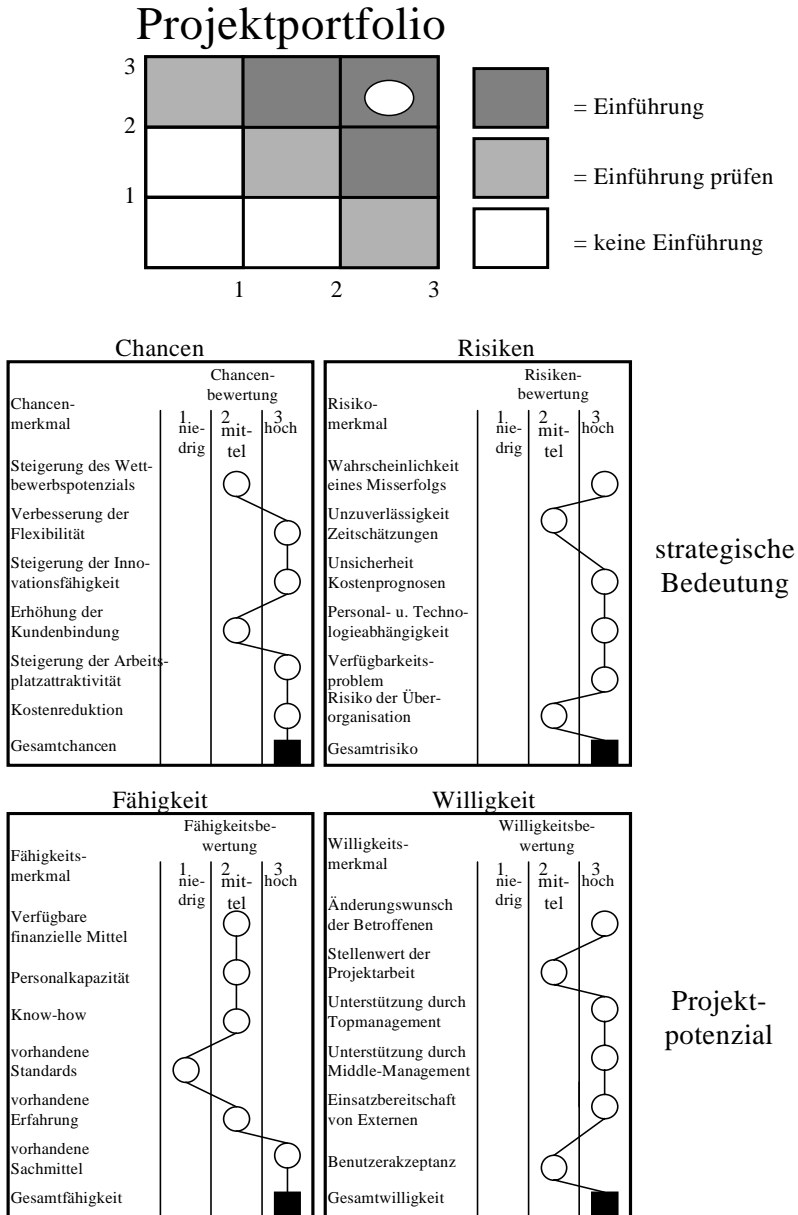 Projektportfolio
3
2
1
1 2 3
= Einführung
= Einführung prüfen
= keine Einführung
Chancen
Chancen-
bewertung
Chancen-
merkmal
1 2 3
nie- mit- hoch
drig tel
Steigerung des Wett-
bewerbspotenzials
Verbesserung der
Flexibilität
Steigerung der Inno-
vationsfähigkeit
Erhöhung der
Kundenbindung
Steigerung der Arbeits-
platzattraktivität
Kostenreduktion
Gesamtchancen
Risiken
Risiken-
bewertung
Risiko-
merkmal
1 2 3
nie- mit- hoch
drig tel
Wahrscheinlichkeit
eines Misserfolgs
Unzuverlässigkeit
Zeitschätzungen
Unsicherheit
Kostenprognosen
Personal- u. Techno-
logieabhängigkeit
Verfügbarkeits-
problem
Risiko der Über-
organisation
Gesamtrisiko
strategische
Bedeutung
Fähigkeit
Fähigkeitsbe-
wertung
Fähigkeits-
merkmal
1 2 3
nie- mit- hoch
drig tel
Verfügbare
finanzielle Mittel
Personalkapazität
Know-how
vorhandene
Standards
vorhandene
Erfahrung
vorhandene
Sachmittel
Gesamtfähigkeit
Willigkeit
Willigkeitsbe-
wertung
Willigkeits-
merkmal
1 2 3
nie- mit- hoch
drig tel
Änderungswunsch
der Betroffenen
Stellenwert der
Projektarbeit
Unterstützung durch
Topmanagement
Unterstützung durch
Middle-Management
Einsatzbereitschaft
von Externen
Benutzerakzeptanz
Gesamtwilligkeit
Projekt-
potenzial